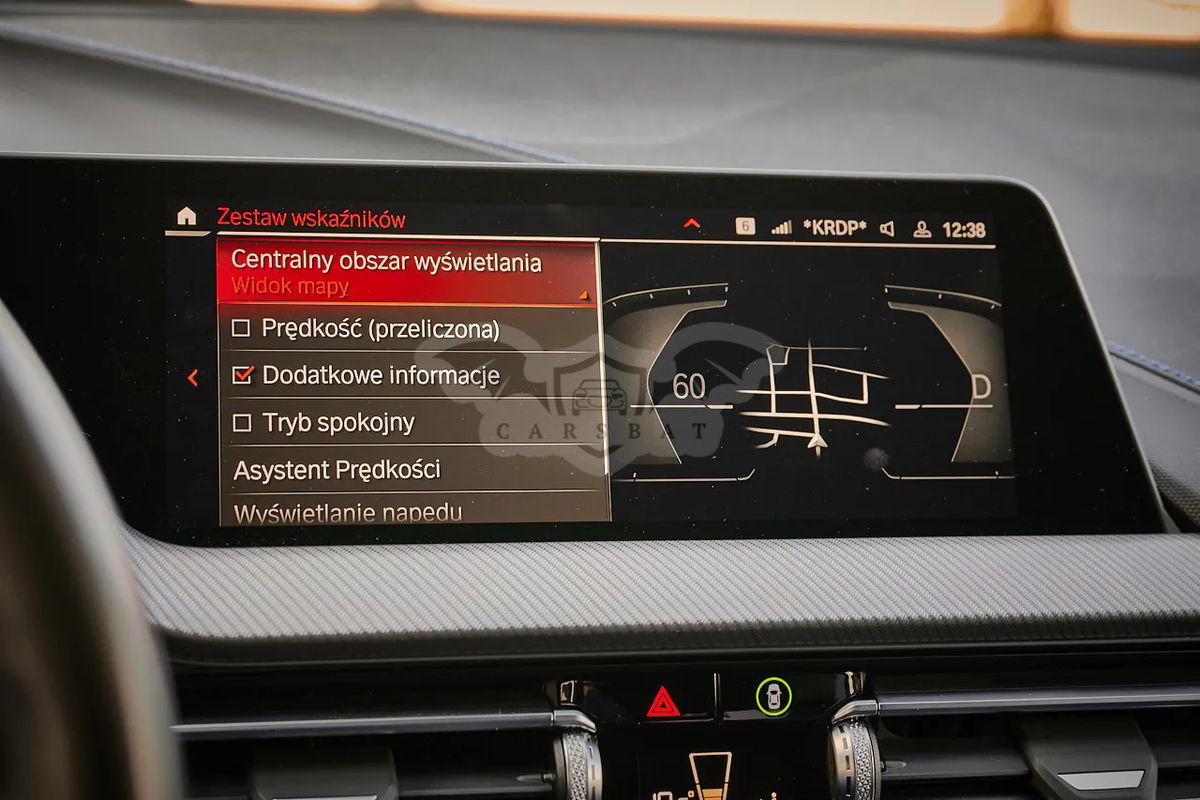 Zestaw wskaźników
6 *KRDP* 12:38
Centralny obszar wyświetlania
Widok mapy
Prędkość (przeliczona)
Dodatkowe informacje
Tryb spokojny
Asystent Prędkości
Wyświetlanie napędu
60
D
CARSBAT